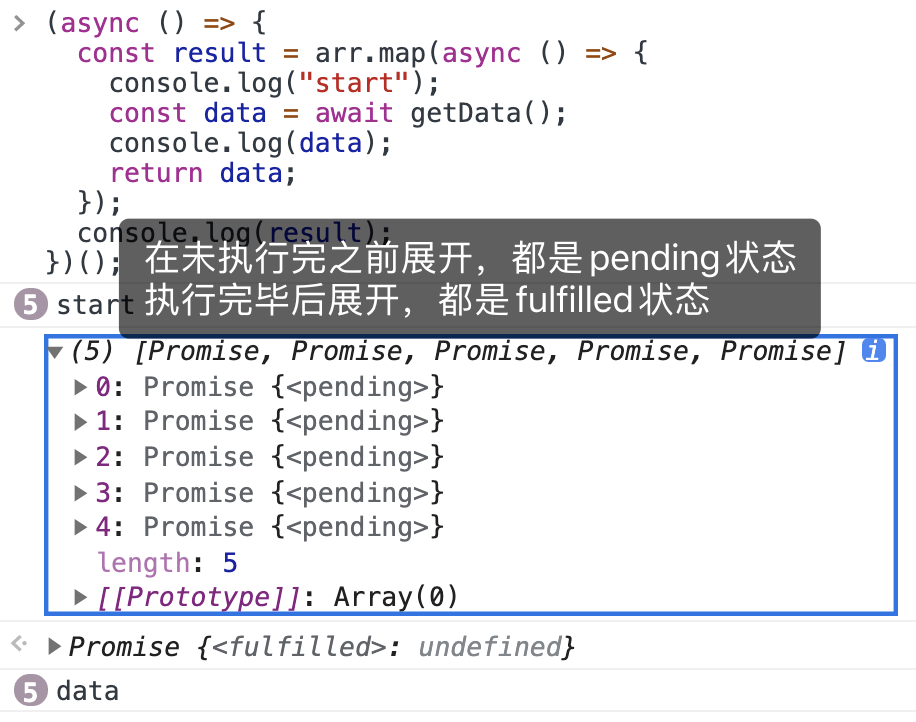 (async () => {
const result = arr.map(async () => {
console.log("start");
const data = await getData();
console.log(data);
return data;
});
console.log(result);
})();
在未执行完之前展开，都是pending状态
执行完毕后展开，都是fulfilled状态
5 start
(5) [Promise, Promise, Promise, Promise, Promise] i
0: Promise {<pending>}
1: Promise {<pending>}
2: Promise {<pending>}
3: Promise {<pending>}
4: Promise {<pending>}
length: 5
[[Prototype]]: Array(0)
Promise {<fulfilled>: undefined}
5 data